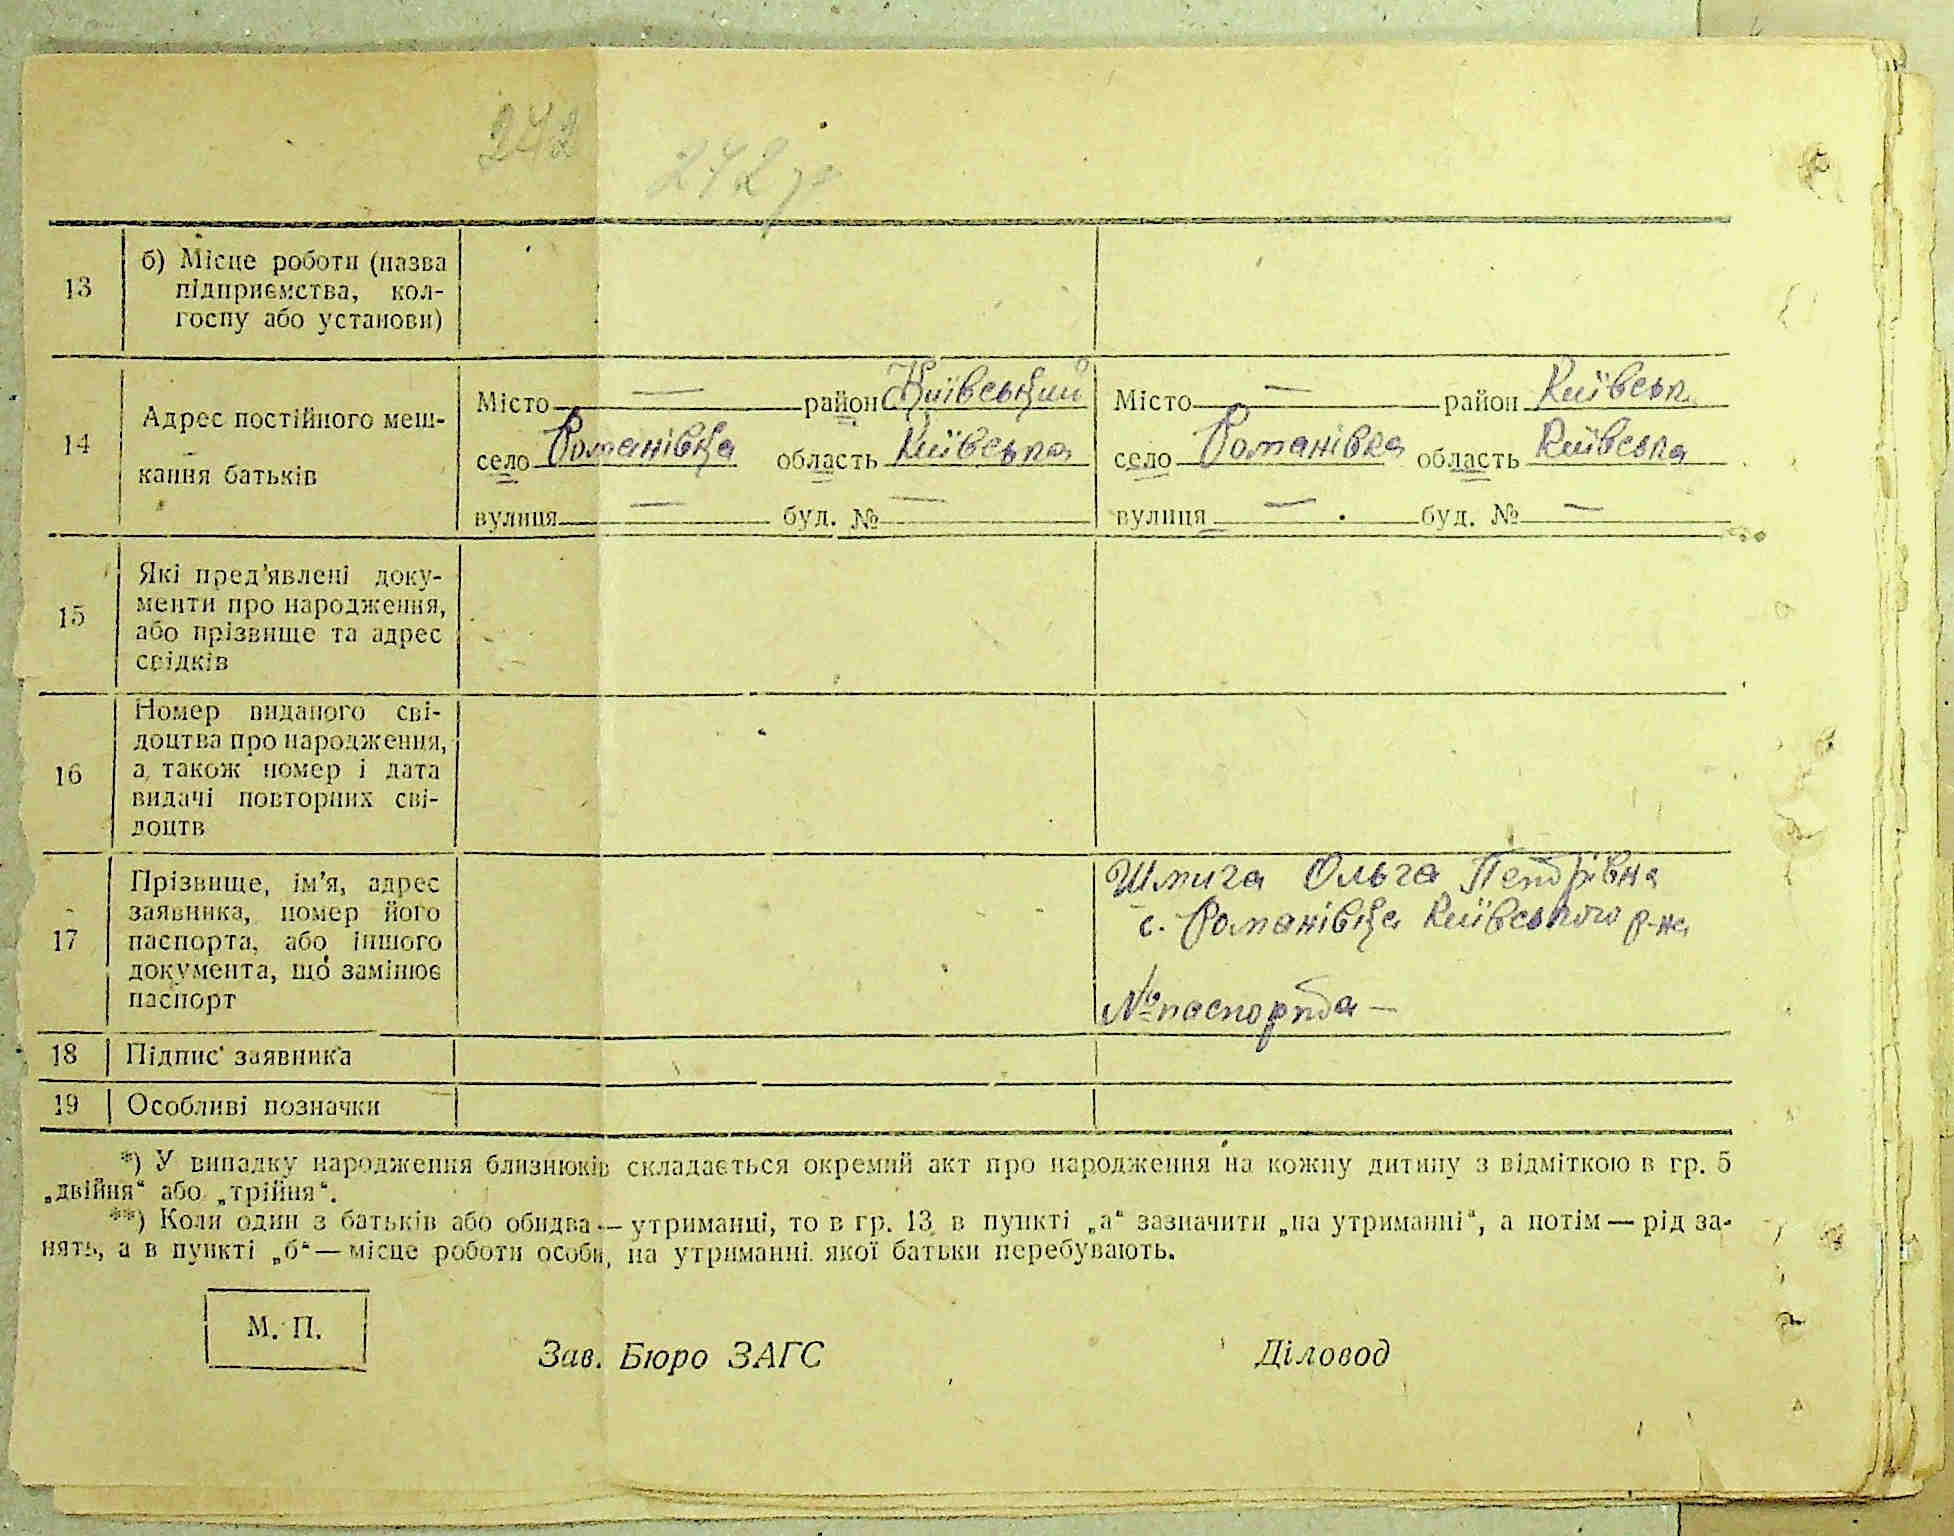 242
242
13
б) Місце роботи (назва
підприємства, кол-
госпу або установи)
14
Адрес постійного меш-
кання батьків
Місто — район Київський
село Романівка область Київська
вулиця — буд. № —
Місто — район Київськ.
село Романівка область Київська
вулиця — буд. № —
15
Які пред'явлені доку-
менти про народження,
або прізвище та адрес
свідків
16
Номер виданого сві-
доцтва про народження,
а також номер і дата
видачі повторних сві-
доцтв
17
Прізвище, ім'я, адрес
заявника, номер його
паспорта, або іншого
документа, що замінює
паспорт
Шмига Ольга Петрівна
с. Романівка Київського р-на
№ паспорта —
18 Підпис заявника
19 Особливі позначки
*) У випадку народження близнюків складається окремий акт про народження на кожну дитину з відміткою в гр. 5
„двійня“ або „трійня“.
**) Коли один з батьків або обидва — утриманці, то в гр. 13 в пункті „а“ зазначити „на утриманні“, а потім — рід за-
нять, а в пункті „б“ — місце роботи особи, на утриманні якої батьки перебувають.
М. П.
Зав. Бюро ЗАГС
Діловод